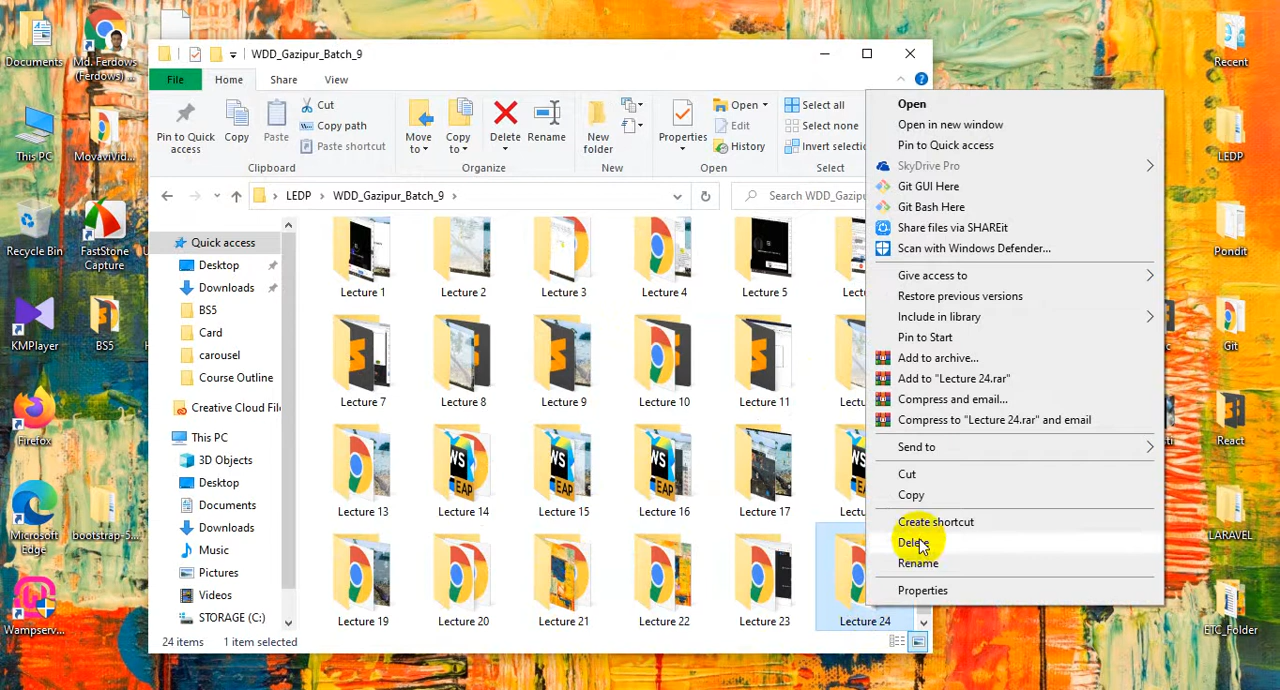 Documents
Md. Ferdows
(Ferdows) ...
This PC
MovaviVid...
Recycle Bin
FastStone
Capture
KMPlayer
BS5
Firefox
Microsoft
Edge
bootstrap-5...
Wampserv...
WDD_Gazipur_Batch_9
File
Home
Share
View
Pin to Quick
access
Copy
Paste
Cut
Copy path
Paste shortcut
Clipboard
Move
to
Copy
to
Delete
Rename
Organize
New
folder
New
Properties
Open
Edit
History
Open
Select all
Select none
Invert selectio
Select
LEDP
WDD_Gazipur_Batch_9
Search WDD_Gazipu
Quick access
Desktop
Downloads
BS5
Card
carousel
Course Outline
Creative Cloud Fil
This PC
3D Objects
Desktop
Documents
Downloads
Music
Pictures
Videos
STORAGE (C:)
Lecture 1
Lecture 2
Lecture 3
Lecture 4
Lecture 5
Lecture 7
Lecture 8
Lecture 9
Lecture 10
Lecture 11
Lecture 13
Lecture 14
Lecture 15
Lecture 16
Lecture 17
Lecture 19
Lecture 20
Lecture 21
Lecture 22
Lecture 23
Lecture 24
24 items
1 item selected
Open
Open in new window
Pin to Quick access
SkyDrive Pro
Git GUI Here
Git Bash Here
Share files via SHAREit
Scan with Windows Defender...
Give access to
Restore previous versions
Include in library
Pin to Start
Add to archive...
Add to "Lecture 24.rar"
Compress and email...
Compress to "Lecture 24.rar" and email
Send to
Cut
Copy
Create shortcut
Delete
Rename
Properties
Recent
LEDP
Pondit
Git
React
LARAVEL
ETC_Folder